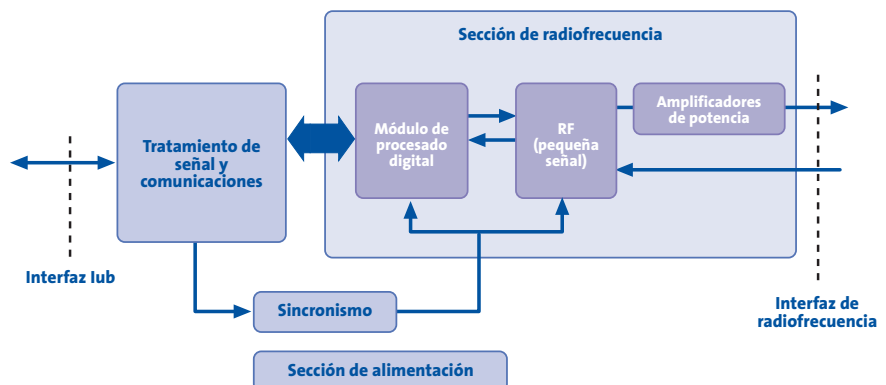 Sección de radiofrecuencia
Tratamiento de
señal y
comunicaciones
Módulo de
procesado
digital
RF
(pequeña
señal)
Amplificadores
de potencia
Interfaz Iub
Sincronismo
Interfaz de
radiofrecuencia
Sección de alimentación